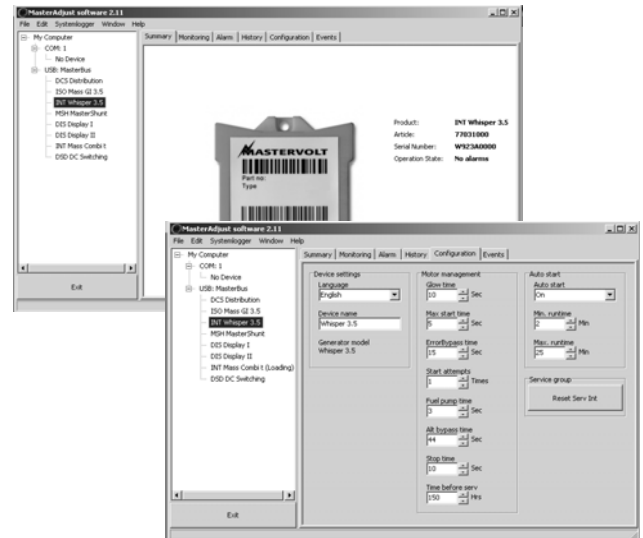 MasterAdjust software 2.11
File Edit Systemlogger Window Help
My Computer
COM: 1
No Device
USB: MasterBus
DCS Distribution
ISO Mass GI 3.5
INT Whisper 3.5
MSH MasterShunt
DIS Display I
DIS Display II
INT Mass Combi t
DSD DC Switching
Exit
Summary Monitoring Alarm History Configuration Events
MASTERVOLT
Part no:
Type
Product: INT Whisper 3.5
Article: 77031000
Serial Number: W923A0000
Operation State: No alarms
MasterAdjust software 2.11
File Edit Systemlogger Window Help
My Computer
COM: 1
No Device
USB: MasterBus
DCS Distribution
ISO Mass GI 3.5
INT Whisper 3.5
MSH MasterShunt
DIS Display I
DIS Display II
INT Mass Combi t (Loading)
DSD DC Switching
Exit
Summary Monitoring Alarm History Configuration Events
Device settings
Language
English
Device name
Whisper 3.5
Generator model
Whisper 3.5
Motor management
Glow time
10 Sec
Max start time
5 Sec
ErrorBypass time
15 Sec
Start attempts
1 Times
Fuel pump time
3 Sec
Alt bypass time
44 Sec
Stop time
10 Sec
Time before serv
150 Hrs
Auto start
Auto start
On
Min. runtime
2 Min
Max. runtime
25 Min
Service group
Reset Serv Int